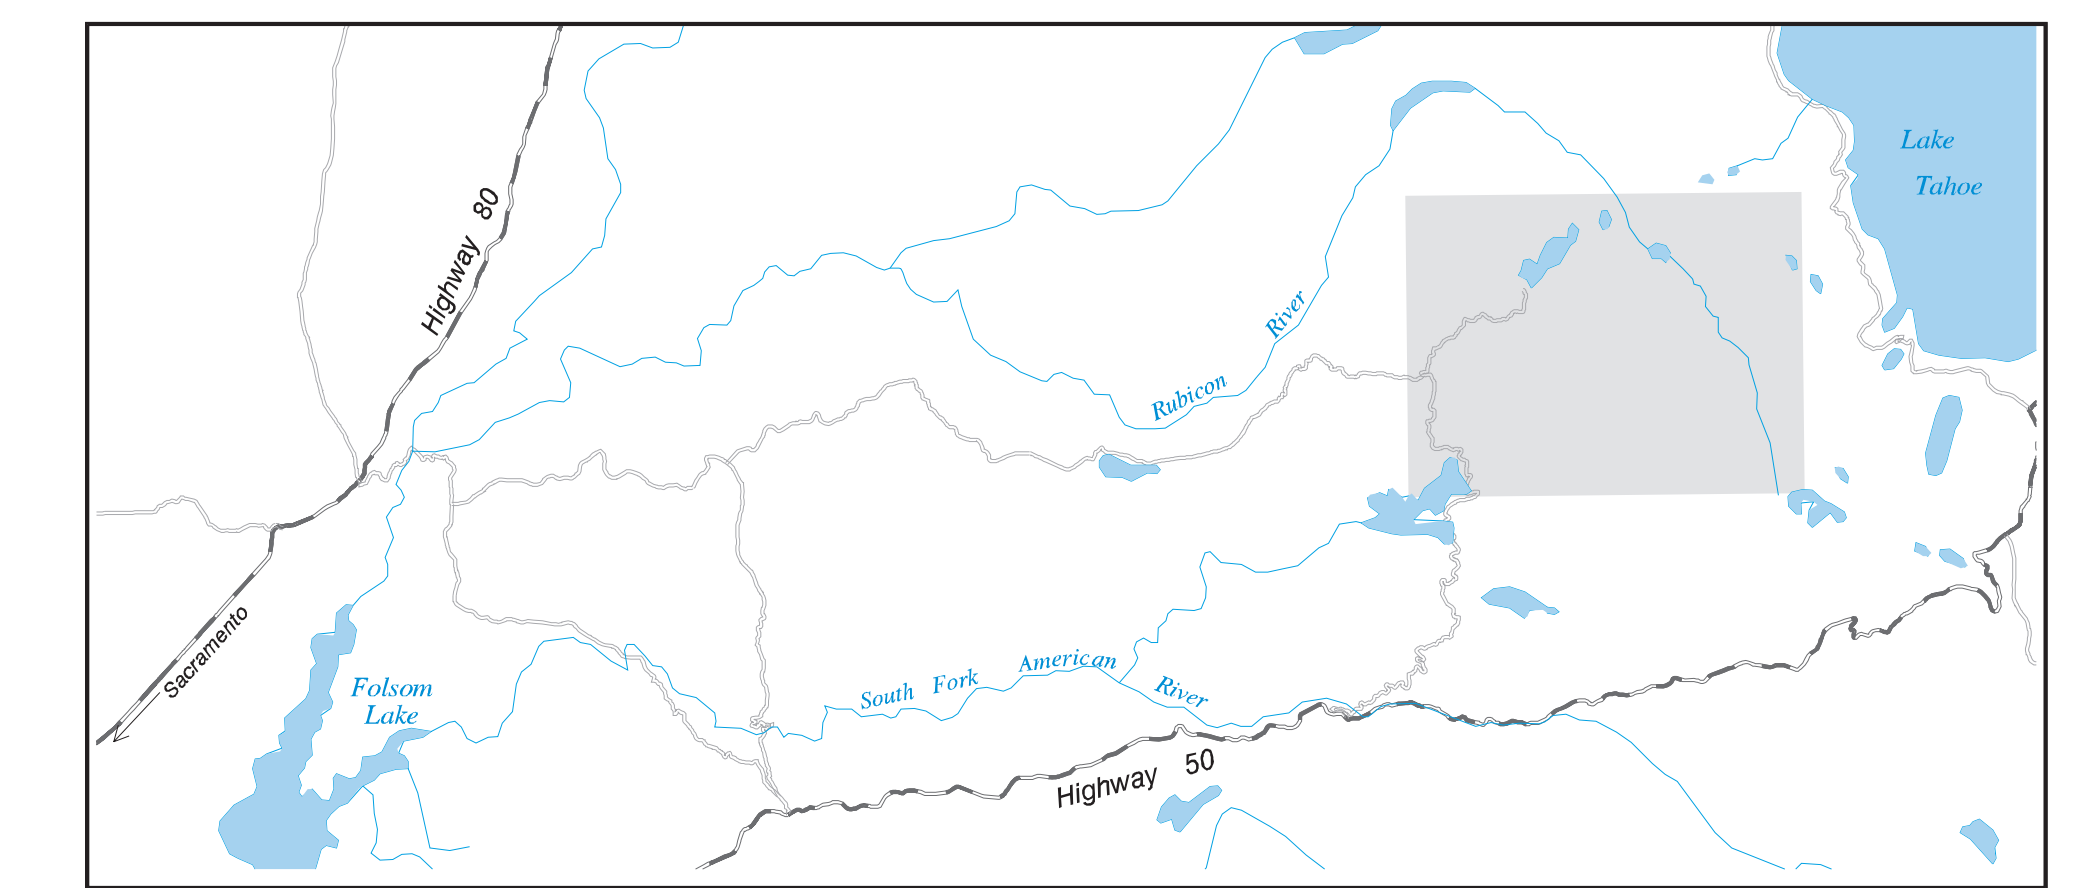 Lake
Tahoe
Highway 80
River
Rubicon
Sacramento
Folsom
Lake
South Fork American River
Highway 50